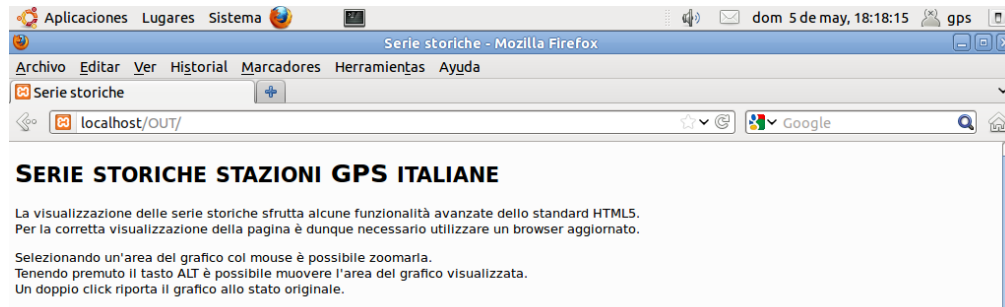 Aplicaciones Lugares Sistema dom 5 de may, 18:18:15 gps
Serie storiche - Mozilla Firefox
Archivo Editar Ver Historial Marcadores Herramientas Ayuda
Serie storiche
localhost/OUT/ Google
SERIE STORICHE STAZIONI GPS ITALIANE
La visualizzazione delle serie storiche sfrutta alcune funzionalità avanzate dello standard HTML5.
Per la corretta visualizzazione della pagina è dunque necessario utilizzare un browser aggiornato.
Selezionando un'area del grafico col mouse è possibile zoomarla.
Tenendo premuto il tasto ALT è possibile muovere l'area del grafico visualizzata.
Un doppio click riporta il grafico allo stato originale.